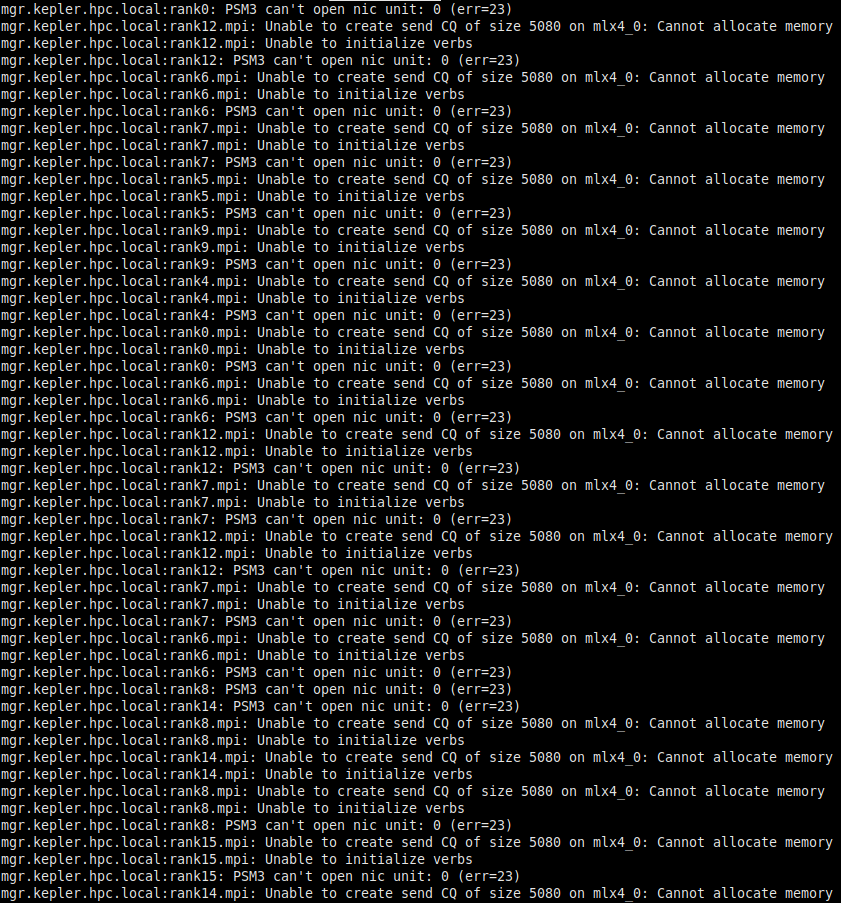 mgr.kepler.hpc.local:rank0: PSM3 can't open nic unit: 0 (err=23)
mgr.kepler.hpc.local:rank12.mpi: Unable to create send CQ of size 5080 on mlx4_0: Cannot allocate memory
mgr.kepler.hpc.local:rank12.mpi: Unable to initialize verbs
mgr.kepler.hpc.local:rank12: PSM3 can't open nic unit: 0 (err=23)
mgr.kepler.hpc.local:rank6.mpi: Unable to create send CQ of size 5080 on mlx4_0: Cannot allocate memory
mgr.kepler.hpc.local:rank6.mpi: Unable to initialize verbs
mgr.kepler.hpc.local:rank6: PSM3 can't open nic unit: 0 (err=23)
mgr.kepler.hpc.local:rank7.mpi: Unable to create send CQ of size 5080 on mlx4_0: Cannot allocate memory
mgr.kepler.hpc.local:rank7.mpi: Unable to initialize verbs
mgr.kepler.hpc.local:rank7: PSM3 can't open nic unit: 0 (err=23)
mgr.kepler.hpc.local:rank5.mpi: Unable to create send CQ of size 5080 on mlx4_0: Cannot allocate memory
mgr.kepler.hpc.local:rank5.mpi: Unable to initialize verbs
mgr.kepler.hpc.local:rank5: PSM3 can't open nic unit: 0 (err=23)
mgr.kepler.hpc.local:rank9.mpi: Unable to create send CQ of size 5080 on mlx4_0: Cannot allocate memory
mgr.kepler.hpc.local:rank9.mpi: Unable to initialize verbs
mgr.kepler.hpc.local:rank9: PSM3 can't open nic unit: 0 (err=23)
mgr.kepler.hpc.local:rank4.mpi: Unable to create send CQ of size 5080 on mlx4_0: Cannot allocate memory
mgr.kepler.hpc.local:rank4.mpi: Unable to initialize verbs
mgr.kepler.hpc.local:rank4: PSM3 can't open nic unit: 0 (err=23)
mgr.kepler.hpc.local:rank0.mpi: Unable to create send CQ of size 5080 on mlx4_0: Cannot allocate memory
mgr.kepler.hpc.local:rank0.mpi: Unable to initialize verbs
mgr.kepler.hpc.local:rank0: PSM3 can't open nic unit: 0 (err=23)
mgr.kepler.hpc.local:rank6.mpi: Unable to create send CQ of size 5080 on mlx4_0: Cannot allocate memory
mgr.kepler.hpc.local:rank6.mpi: Unable to initialize verbs
mgr.kepler.hpc.local:rank6: PSM3 can't open nic unit: 0 (err=23)
mgr.kepler.hpc.local:rank12.mpi: Unable to create send CQ of size 5080 on mlx4_0: Cannot allocate memory
mgr.kepler.hpc.local:rank12.mpi: Unable to initialize verbs
mgr.kepler.hpc.local:rank12: PSM3 can't open nic unit: 0 (err=23)
mgr.kepler.hpc.local:rank7.mpi: Unable to create send CQ of size 5080 on mlx4_0: Cannot allocate memory
mgr.kepler.hpc.local:rank7.mpi: Unable to initialize verbs
mgr.kepler.hpc.local:rank7: PSM3 can't open nic unit: 0 (err=23)
mgr.kepler.hpc.local:rank12.mpi: Unable to create send CQ of size 5080 on mlx4_0: Cannot allocate memory
mgr.kepler.hpc.local:rank12.mpi: Unable to initialize verbs
mgr.kepler.hpc.local:rank12: PSM3 can't open nic unit: 0 (err=23)
mgr.kepler.hpc.local:rank7.mpi: Unable to create send CQ of size 5080 on mlx4_0: Cannot allocate memory
mgr.kepler.hpc.local:rank7.mpi: Unable to initialize verbs
mgr.kepler.hpc.local:rank7: PSM3 can't open nic unit: 0 (err=23)
mgr.kepler.hpc.local:rank6.mpi: Unable to create send CQ of size 5080 on mlx4_0: Cannot allocate memory
mgr.kepler.hpc.local:rank6.mpi: Unable to initialize verbs
mgr.kepler.hpc.local:rank6: PSM3 can't open nic unit: 0 (err=23)
mgr.kepler.hpc.local:rank8: PSM3 can't open nic unit: 0 (err=23)
mgr.kepler.hpc.local:rank14: PSM3 can't open nic unit: 0 (err=23)
mgr.kepler.hpc.local:rank8.mpi: Unable to create send CQ of size 5080 on mlx4_0: Cannot allocate memory
mgr.kepler.hpc.local:rank8.mpi: Unable to initialize verbs
mgr.kepler.hpc.local:rank14.mpi: Unable to create send CQ of size 5080 on mlx4_0: Cannot allocate memory
mgr.kepler.hpc.local:rank14.mpi: Unable to initialize verbs
mgr.kepler.hpc.local:rank8.mpi: Unable to create send CQ of size 5080 on mlx4_0: Cannot allocate memory
mgr.kepler.hpc.local:rank8.mpi: Unable to initialize verbs
mgr.kepler.hpc.local:rank8: PSM3 can't open nic unit: 0 (err=23)
mgr.kepler.hpc.local:rank15.mpi: Unable to create send CQ of size 5080 on mlx4_0: Cannot allocate memory
mgr.kepler.hpc.local:rank15.mpi: Unable to initialize verbs
mgr.kepler.hpc.local:rank15: PSM3 can't open nic unit: 0 (err=23)
mgr.kepler.hpc.local:rank14.mpi: Unable to create send CQ of size 5080 on mlx4_0: Cannot allocate memory